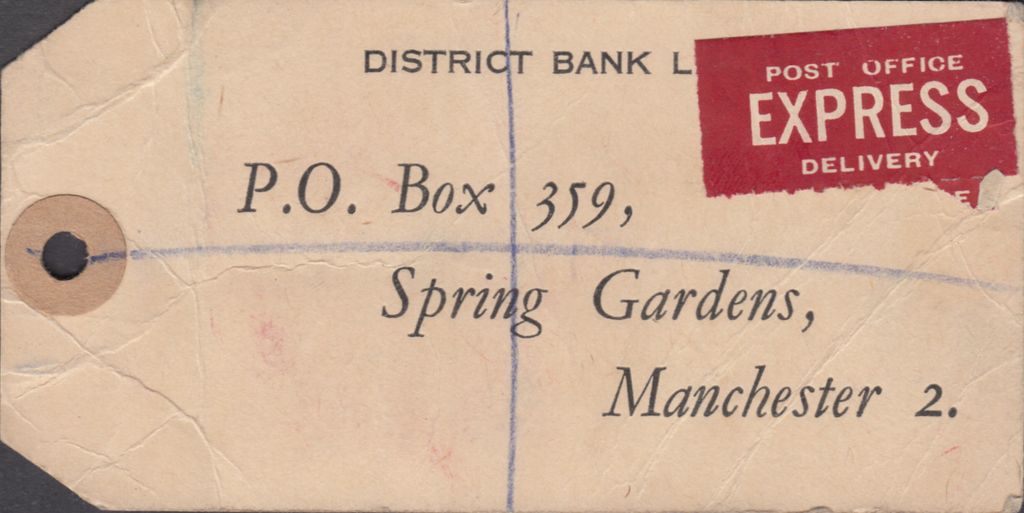 DISTRICT BANK L
POST OFFICE
EXPRESS
DELIVERY
P.O. Box 359,
Spring Gardens,
Manchester 2.